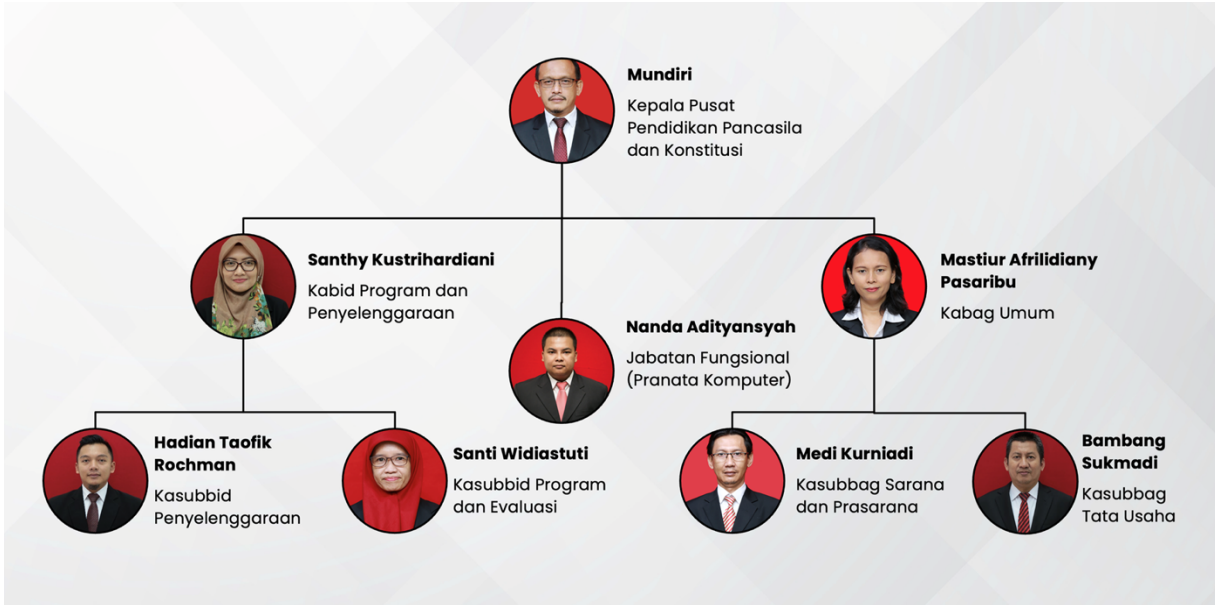 Mundiri
Kepala Pusat
Pendidikan Pancasila
dan Konstitusi
Santhy Kustrihardiani
Kabid Program dan
Penyelenggaraan
Nanda Adityansyah
Jabatan Fungsional
(Pranata Komputer)
Mastiur Afrilidiany
Pasaribu
Kabag Umum
Hadian Taofik
Rochman
Kasubbid
Penyelenggaraan
Santi Widiastuti
Kasubbid Program
dan Evaluasi
Medi Kurniadi
Kasubbag Sarana
dan Prasarana
Bambang
Sukmadi
Kasubbag
Tata Usaha